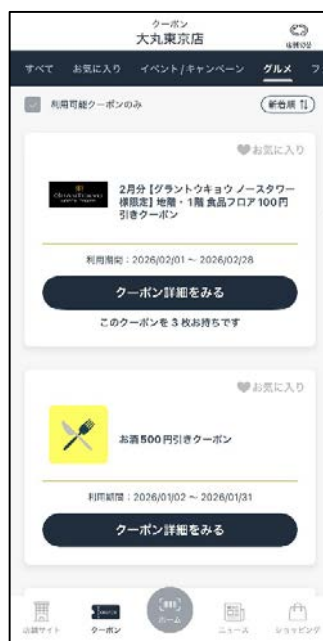 クーポン
大丸東京店
店舗切替
すべて お気に入り イベント/キャンペーン グルメ フ
利用可能クーポンのみ
新着順
お気に入り
2月分【グラントウキョウ ノースタワー
様限定】地階・1階 食品フロア100円
引きクーポン
利用期間：2026/02/01 ～ 2026/02/28
クーポン詳細をみる
このクーポンを3枚お持ちです
お気に入り
お酒500円引きクーポン
利用期間：2026/01/02 ～ 2026/01/31
クーポン詳細をみる
店舗サイト クーポン ホーム ニュース ショッピング